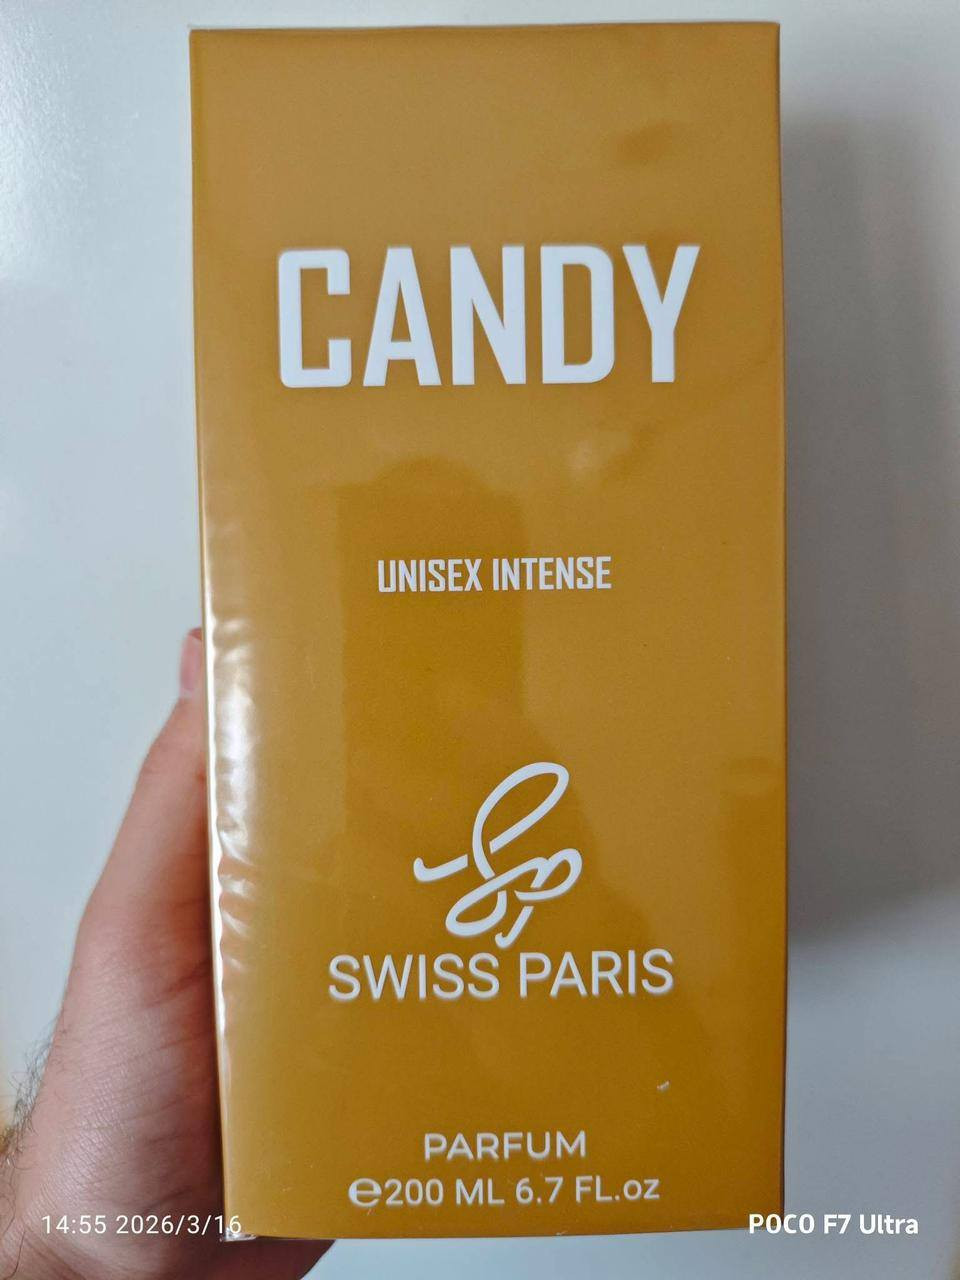 CANDY
UNISEX INTENSE
SWISS PARIS
PARFUM
℮200 ML 6.7 FL.oz
14:55 2026/3/16
POCO F7 Ultra